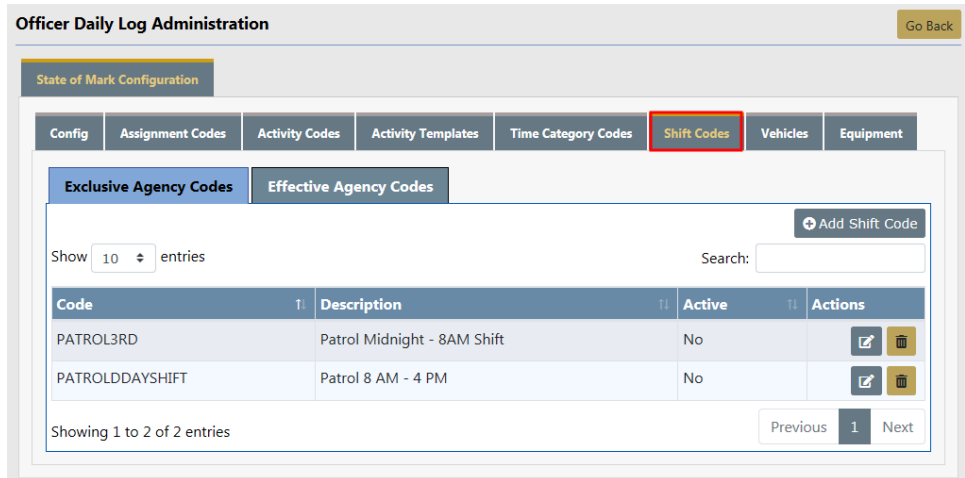 Officer Daily Log Administration
Go Back
State of Mark Configuration
Config Assignment Codes Activity Codes Activity Templates Time Category Codes Shift Codes Vehicles Equipment
Exclusive Agency Codes Effective Agency Codes
Add Shift Code
Show 10 entries Search:
Code Description Active Actions
PATROL3RD Patrol Midnight - 8AM Shift No
PATROLDDAYSHIFT Patrol 8 AM - 4 PM No
Showing 1 to 2 of 2 entries
Previous 1 Next